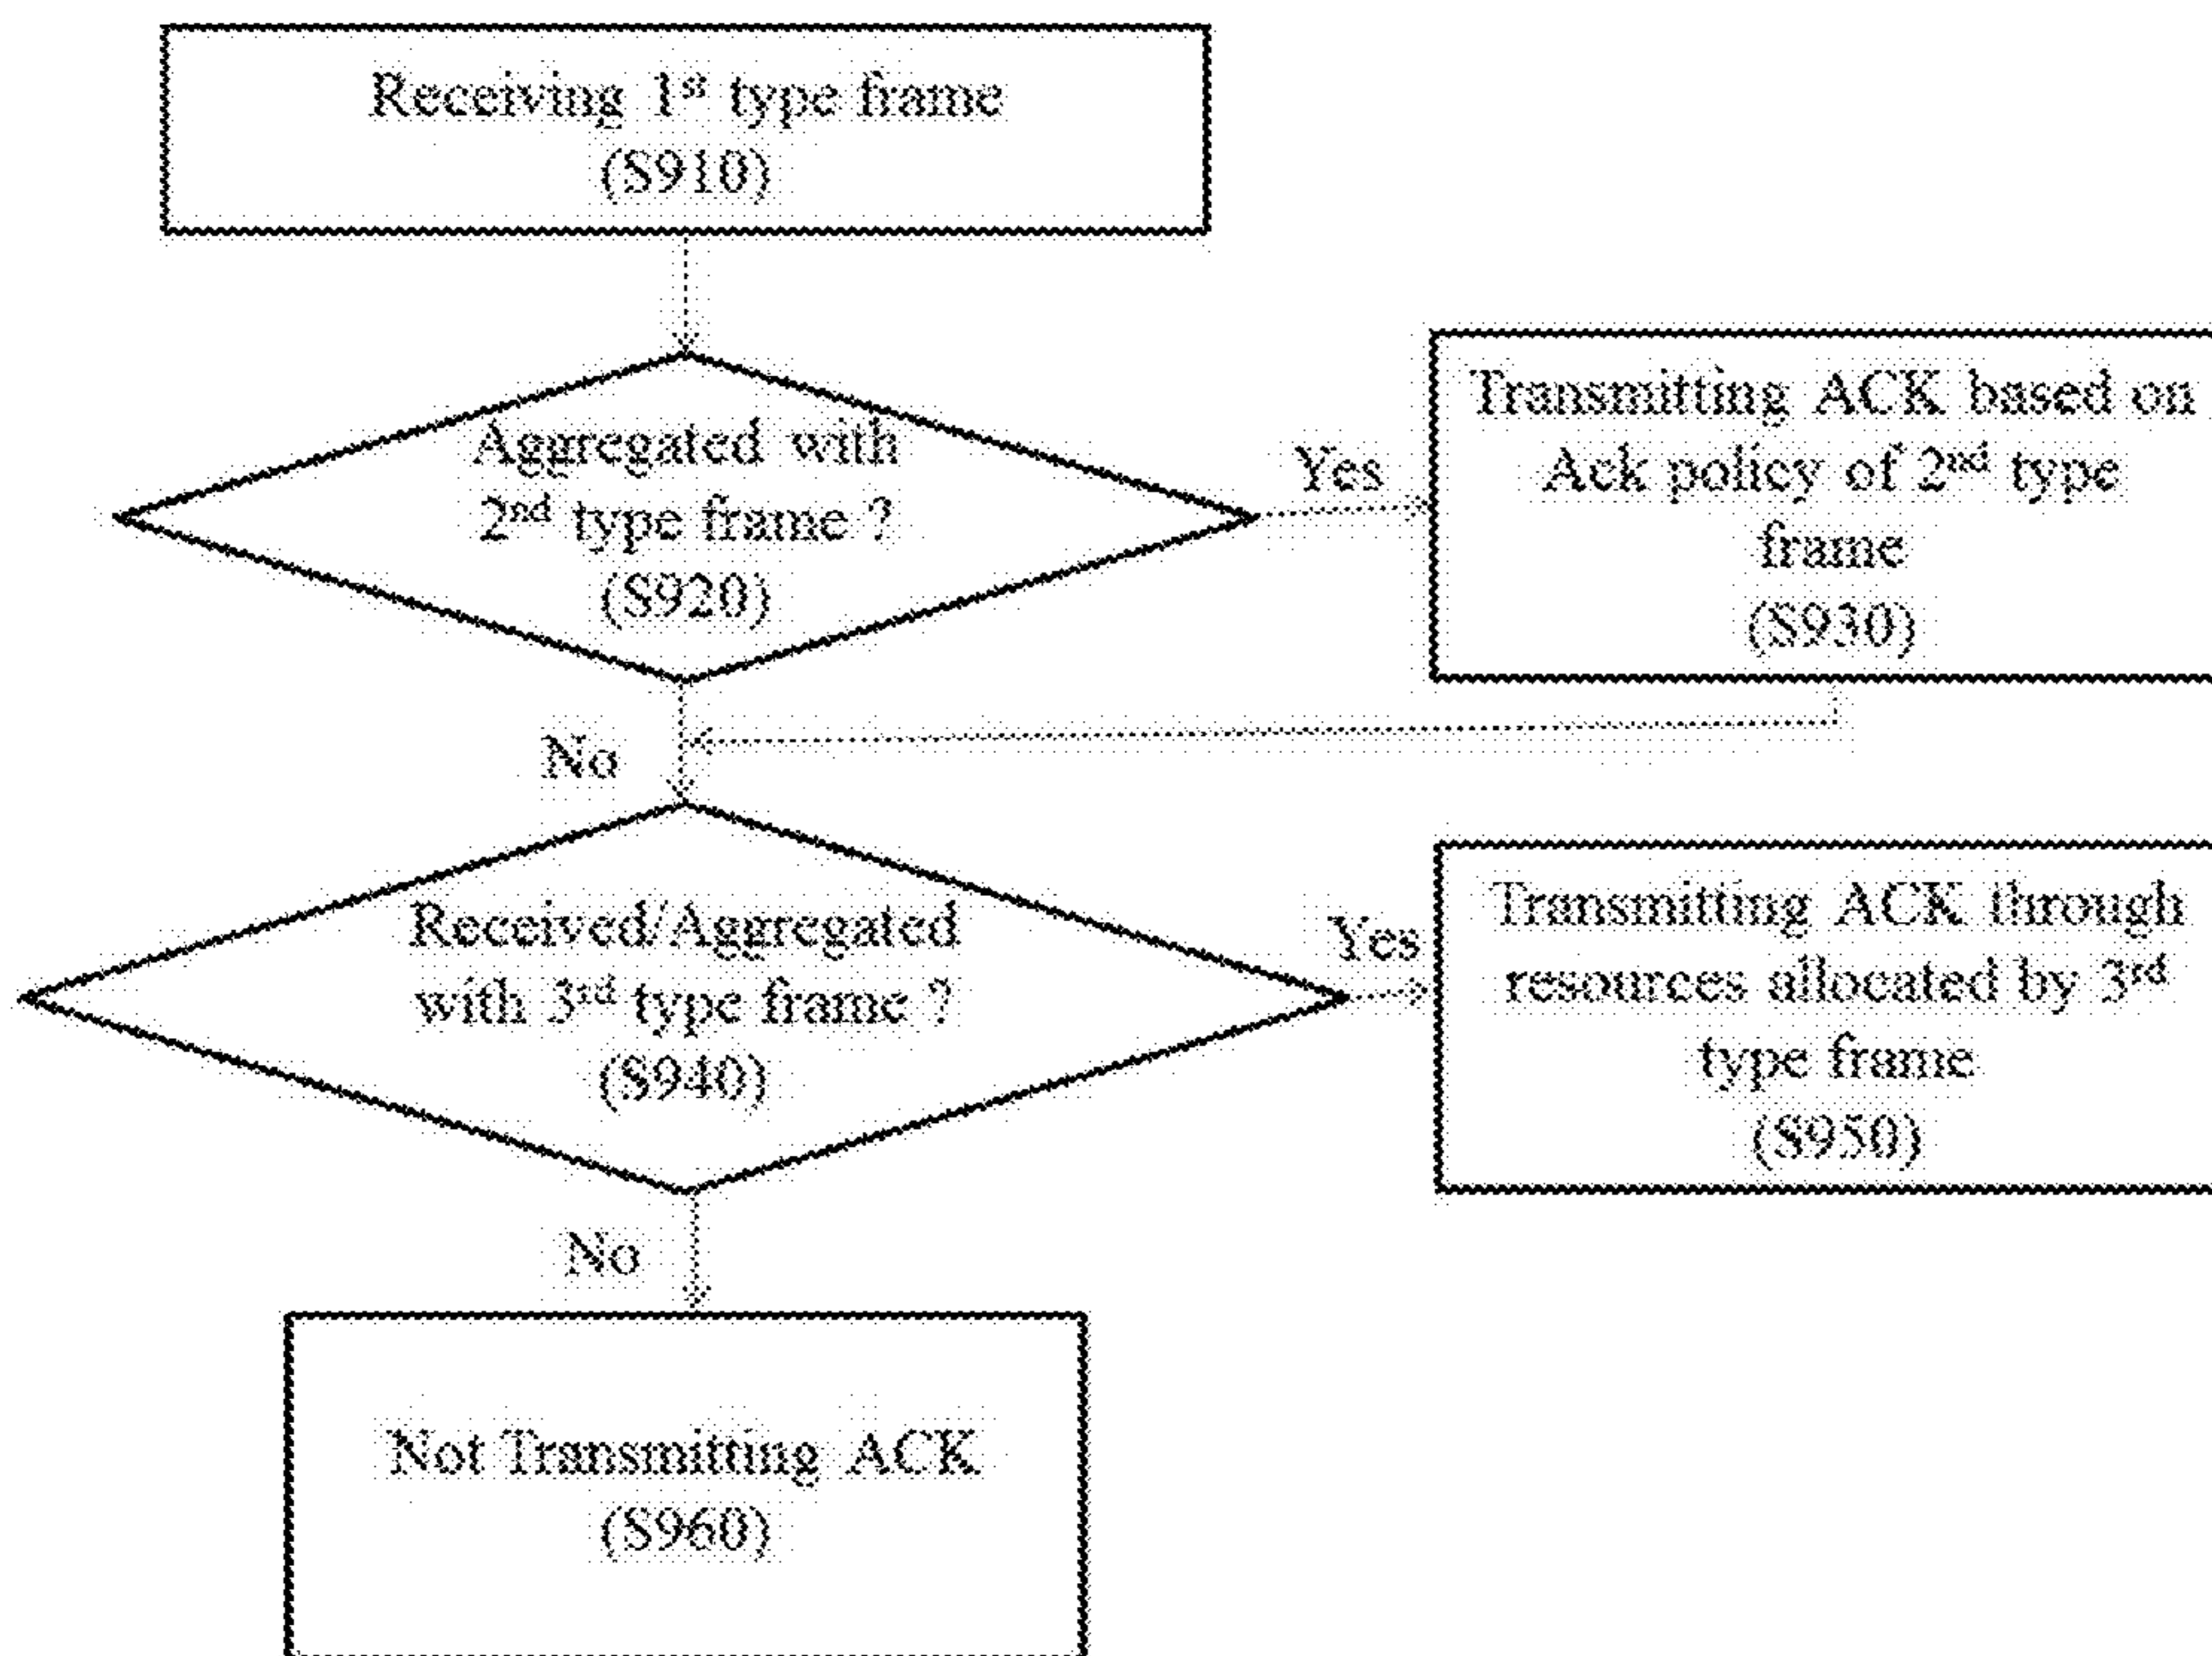 Receiving 1st type frame
(S910)
Aggregated with
2nd type frame ?
(S920)
Yes
Transmitting ACK based on
Ack policy of 2nd type
frame
(S930)
No
Received/Aggregated
with 3rd type frame ?
(S940)
Yes
Transmitting ACK through
resources allocated by 3rd
type frame
(S950)
No
Not Transmitting ACK
(S960)